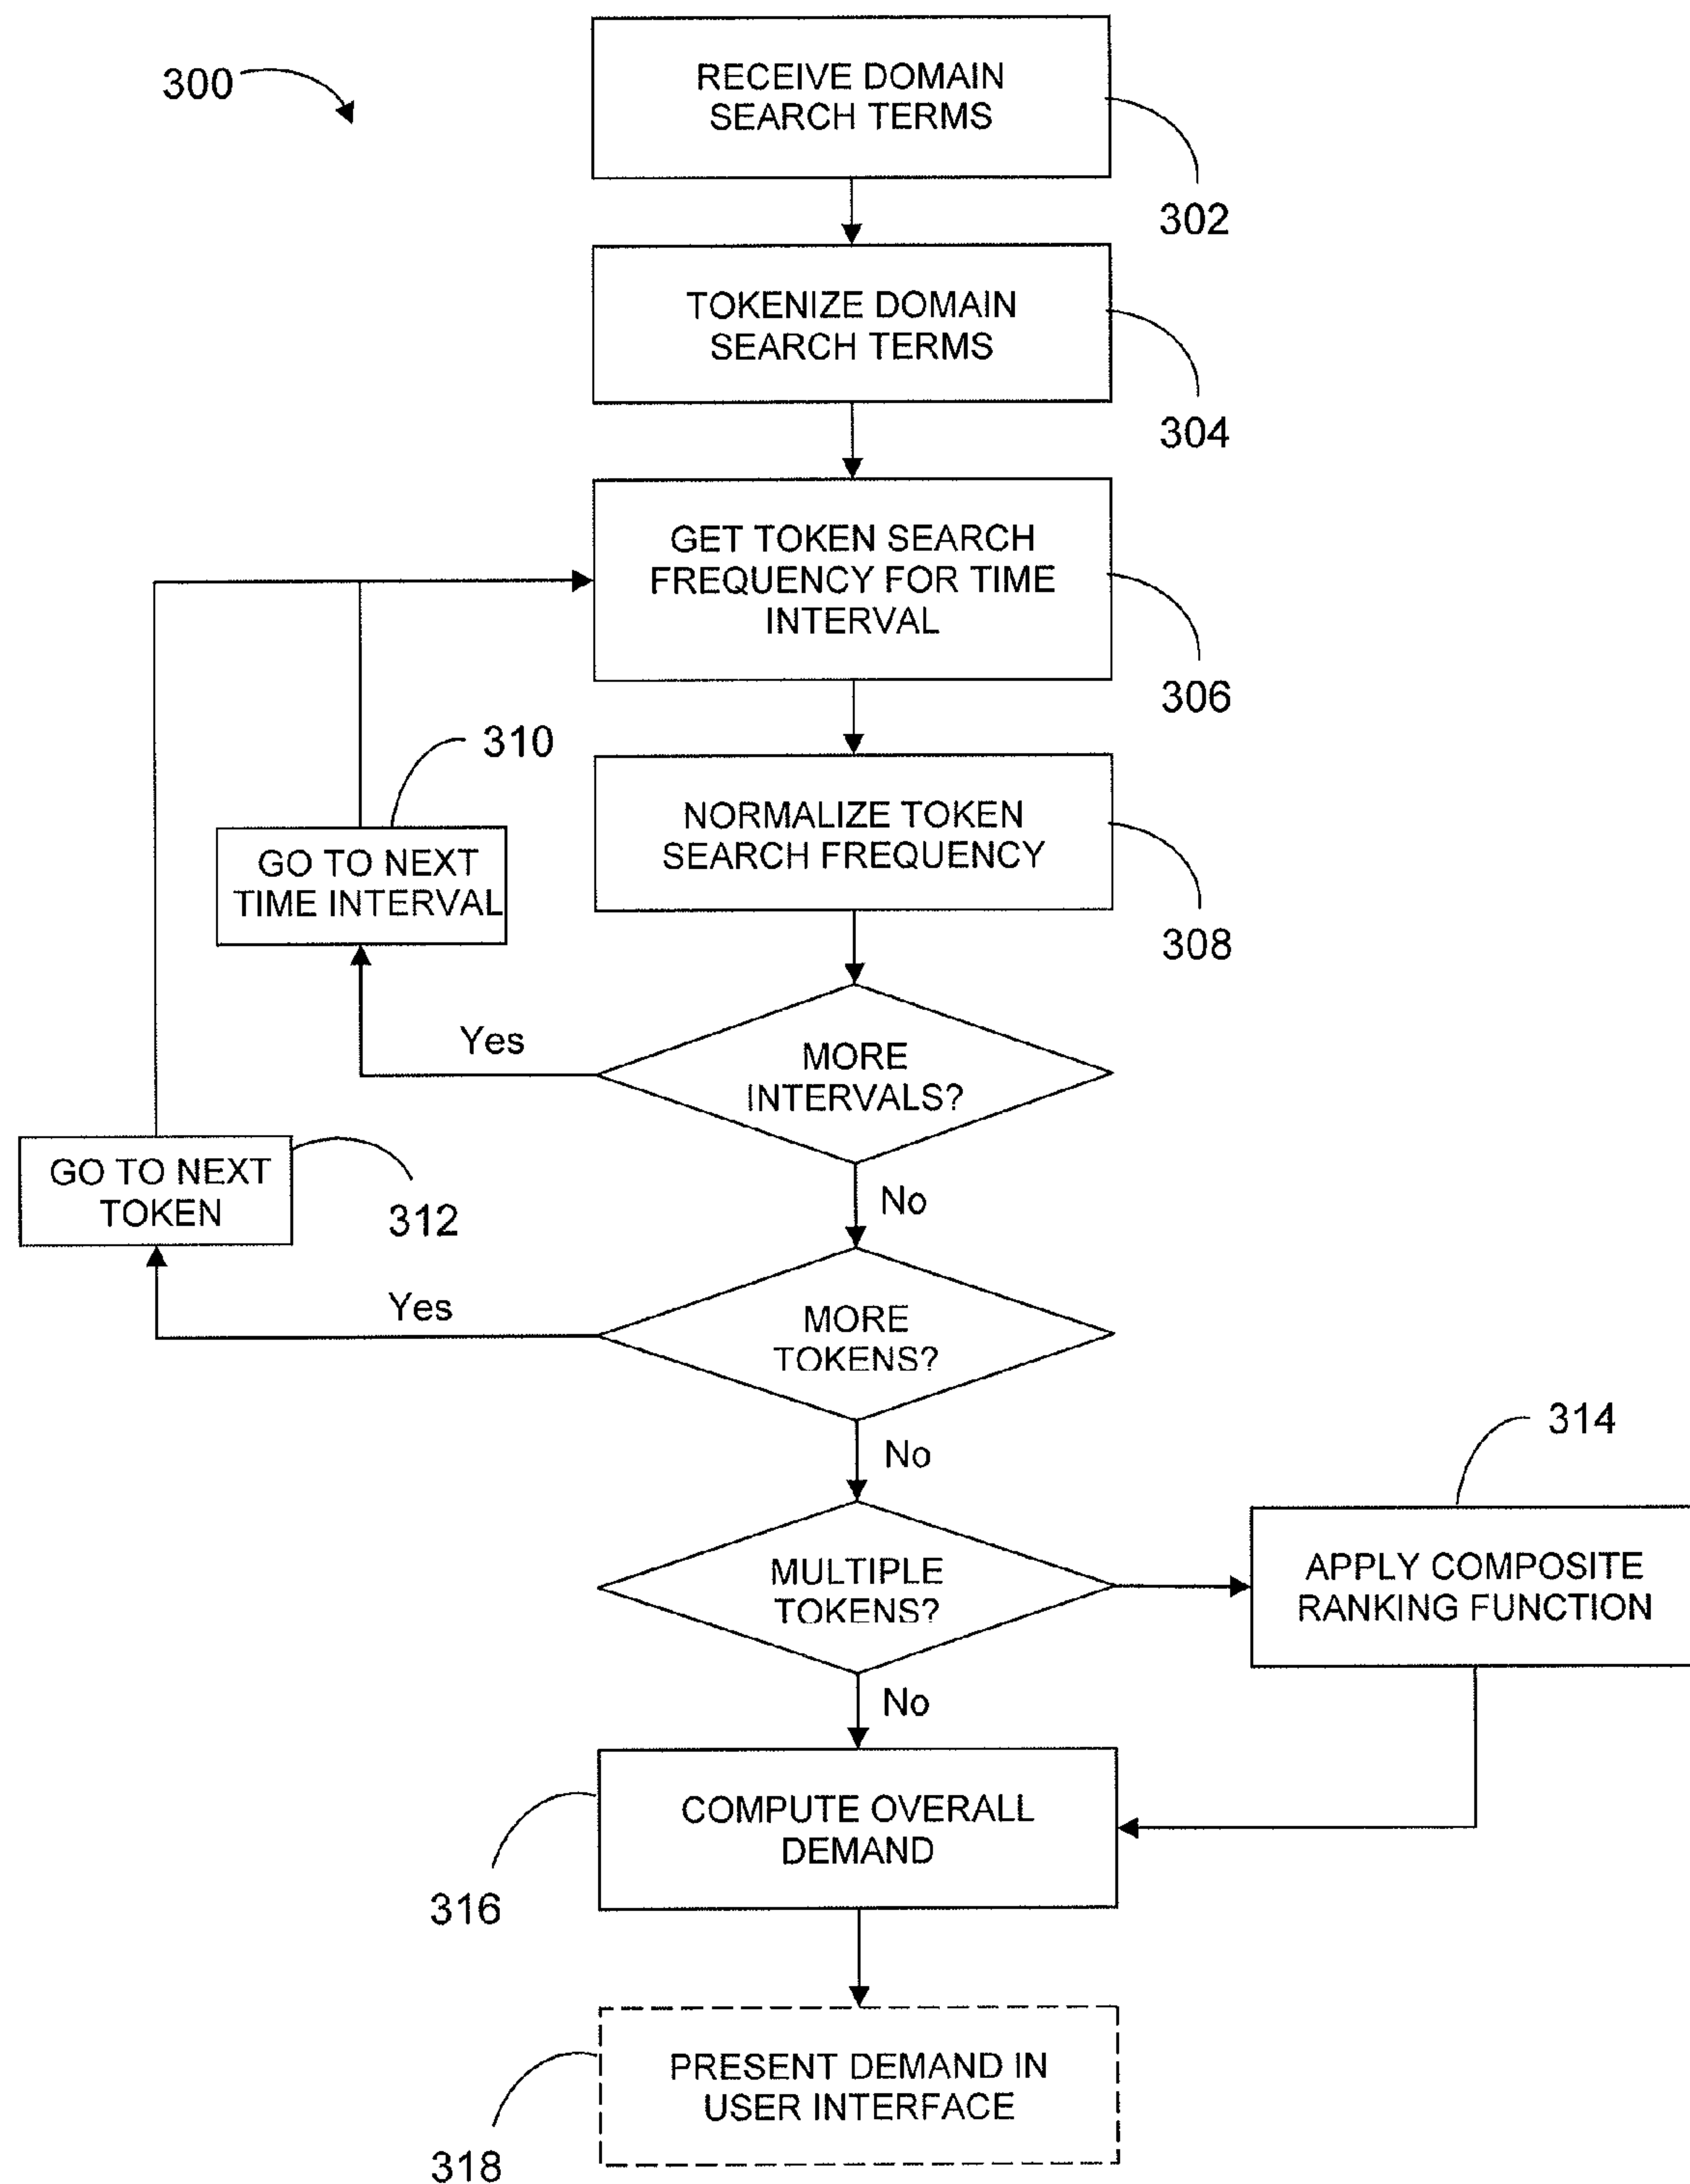 300
RECEIVE DOMAIN
SEARCH TERMS
302
TOKENIZE DOMAIN
SEARCH TERMS
304
GET TOKEN SEARCH
FREQUENCY FOR TIME
INTERVAL
306
310
NORMALIZE TOKEN
SEARCH FREQUENCY
308
GO TO NEXT
TIME INTERVAL
Yes
MORE
INTERVALS?
No
GO TO NEXT
TOKEN
312
Yes
MORE
TOKENS?
No
314
MULTIPLE
TOKENS?
APPLY COMPOSITE
RANKING FUNCTION
No
COMPUTE OVERALL
DEMAND
316
PRESENT DEMAND IN
USER INTERFACE
318